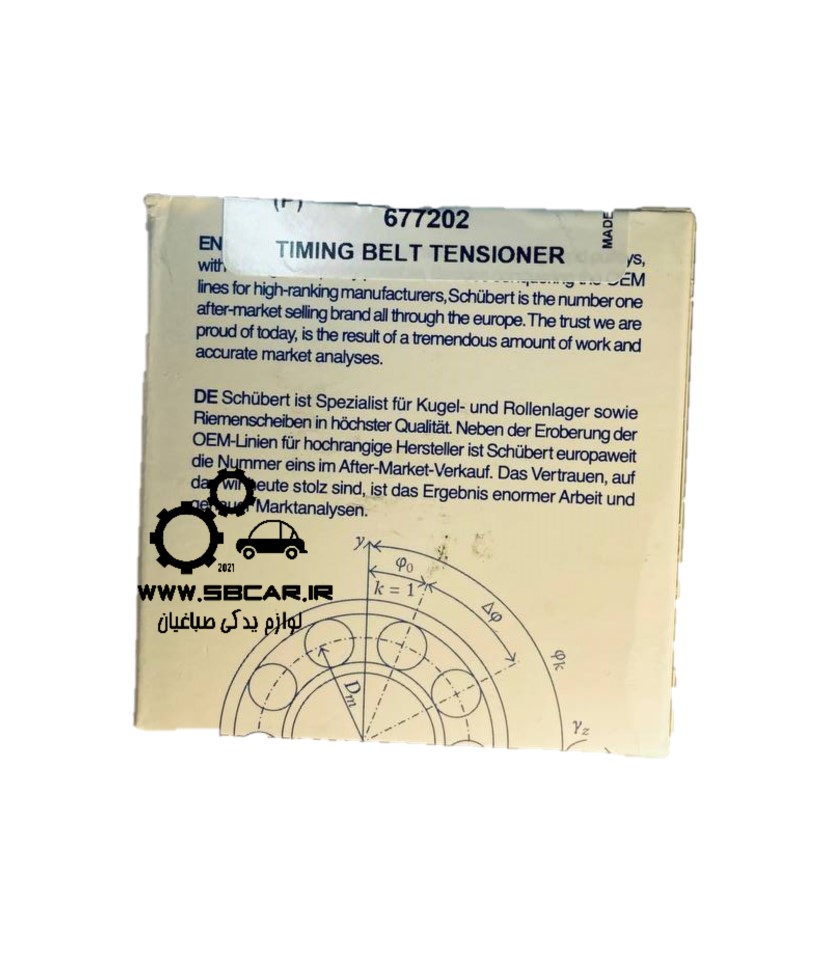 (P)
677202
TIMING BELT TENSIONER
MADE
EN
with
OEM
lines for high-ranking manufacturers, Schübert is the number one
after-market selling brand all through the europe. The trust we are
proud of today, is the result of a tremendous amount of work and
accurate market analyses.
DE Schübert ist Spezialist für Kugel- und Rollenlager sowie
Riemenscheiben in höchster Qualität. Neben der Eroberung der
OEM-Linien für hochrangige Hersteller ist Schübert europaweit
die Nummer eins im After-Market-Verkauf. Das Vertrauen, auf
wir heute stolz sind, ist das Ergebnis enormer Arbeit und
Marktanalysen.
2021
WWW.SBCAR.IR
لوازم یدکی صباغیان
y
φ0
k = 1
Δφ
φk
Dm
γz